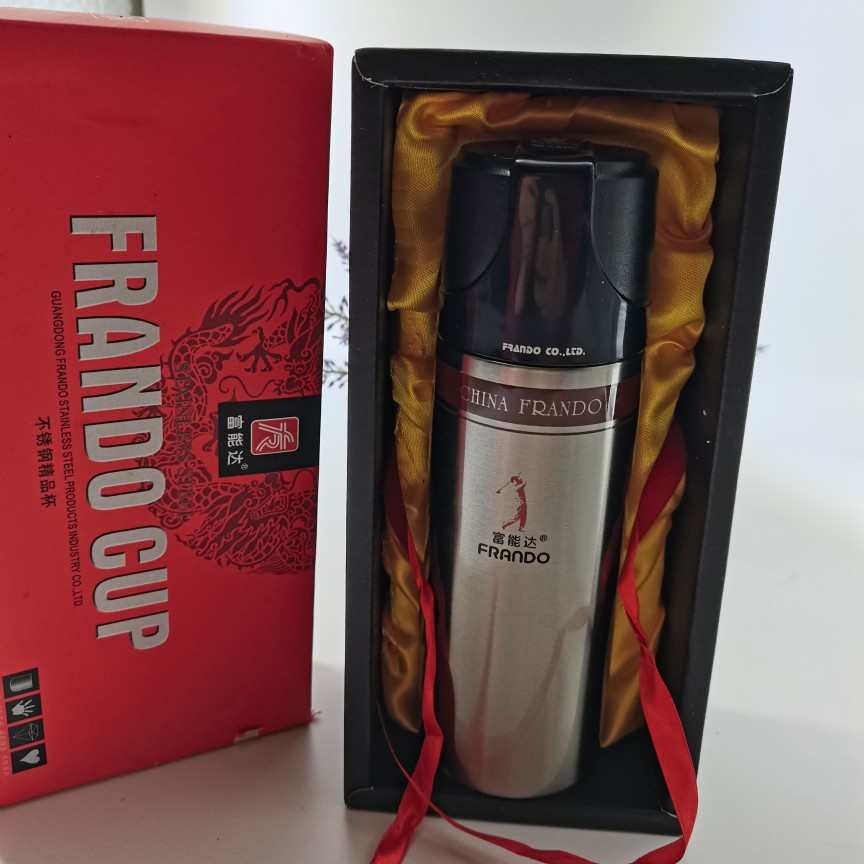 FRANDO CUP
GUANGDONG FRANDO STAINLESS STEEL PRODUCTS INDUSTRY CO.,LTD
不锈钢精品杯
富能达®
FRANDO CO.,LTD.
CHINA FRANDO
富能达®
FRANDO